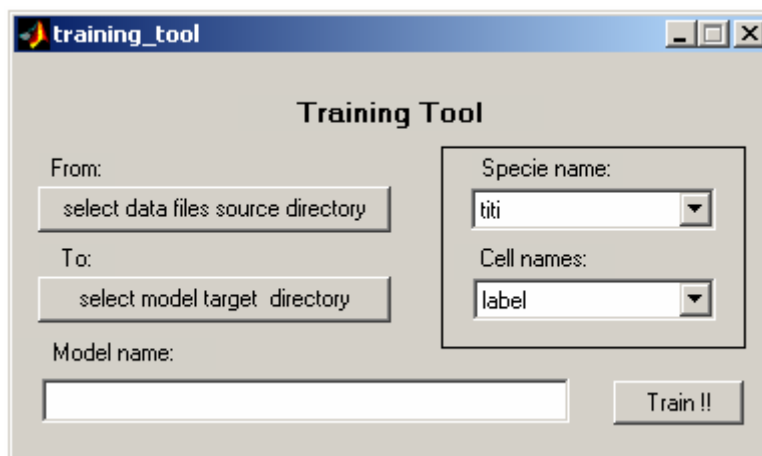 training_tool
Training Tool
From:
select data files source directory
To:
select model target  directory
Model name:
Specie name:
titi
Cell names:
label
Train !!